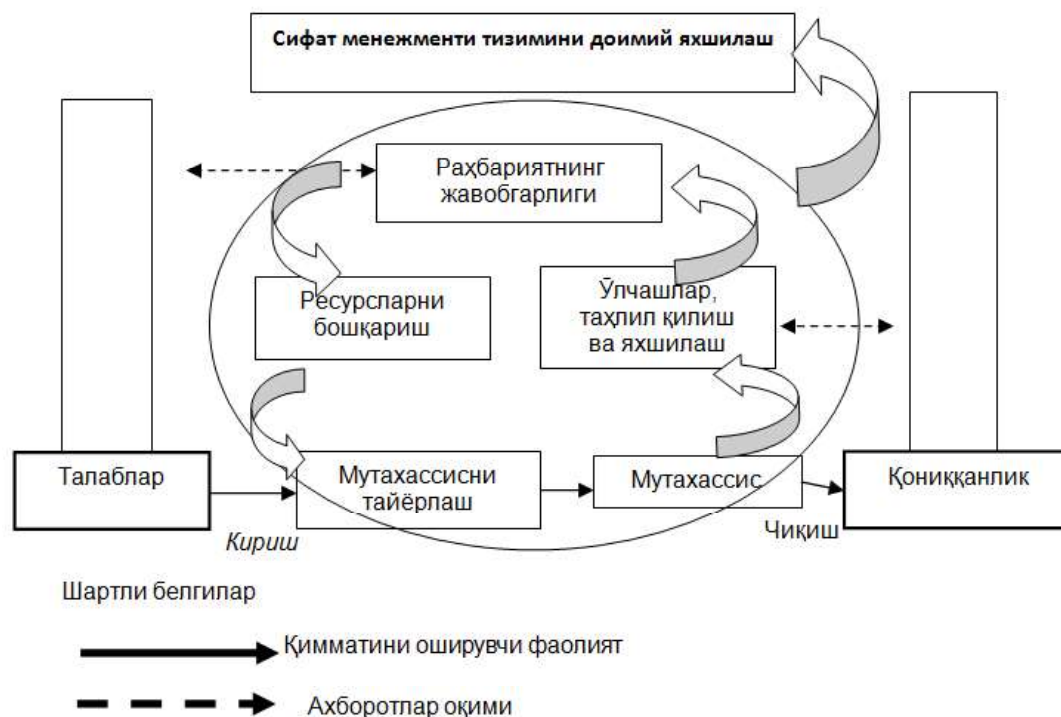 Сифат менежменти тизимини доимий яхшилаш
Раҳбариятнинг
жавобгарлиги
Ресурсларни
бошқариш
Ўлчашлар,
таҳлил қилиш
ва яхшилаш
Талаблар
Мутахассисни
тайёрлаш
Мутахассис
Қониққанлик
Кириш
Чиқиш
Шартли белгилар
Қимматини оширувчи фаолият
Ахборотлар оқими